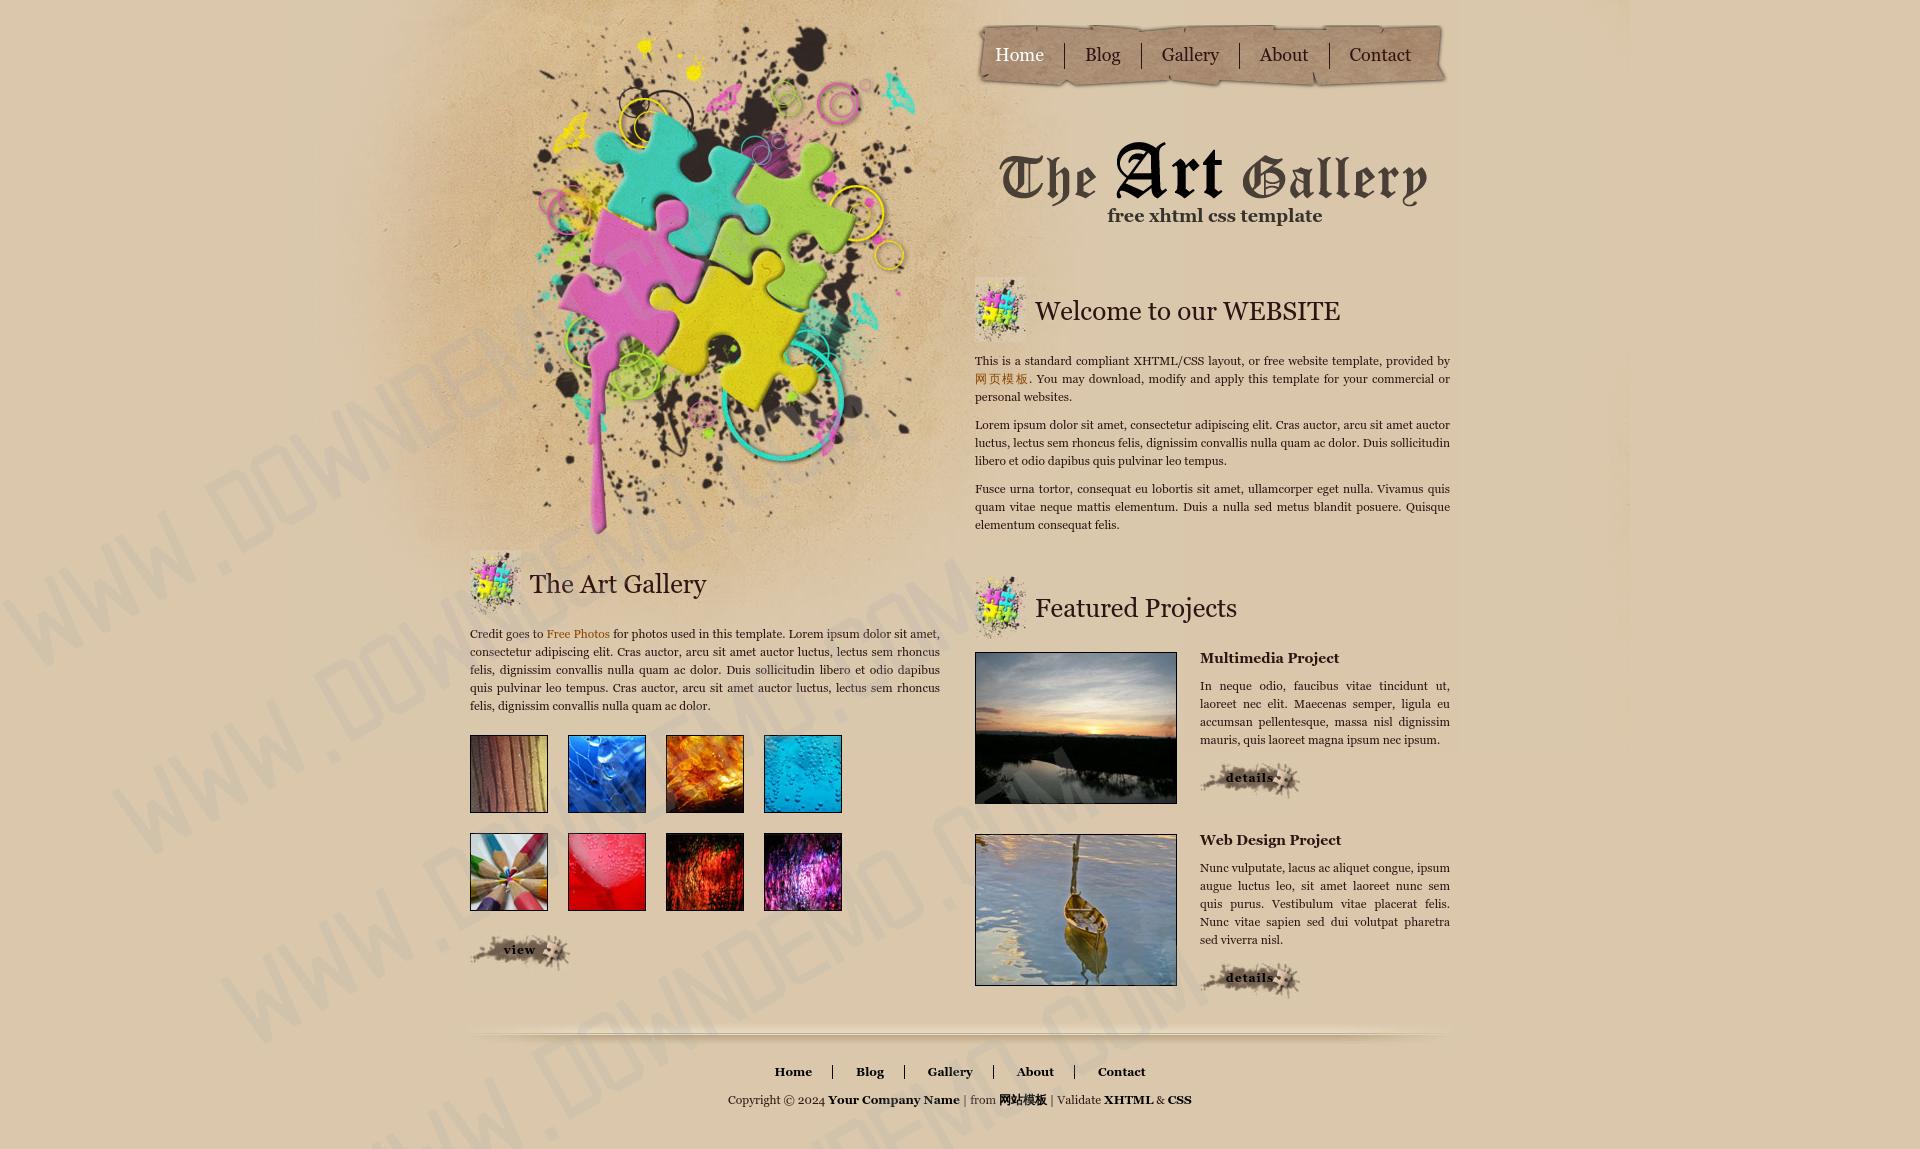 Home
Blog
Gallery
About
Contact
The Art Gallery
free xhtml css template
Welcome to our WEBSITE
This is a standard compliant XHTML/CSS layout, or free website template, provided by
网页模板. You may download, modify and apply this template for your commercial or
personal websites.
Lorem ipsum dolor sit amet, consectetur adipiscing elit. Cras auctor, arcu sit amet auctor
luctus, lectus sem rhoncus felis, dignissim convallis nulla quam ac dolor. Duis sollicitudin
libero et odio dapibus quis pulvinar leo tempus.
Fusce urna tortor, consequat eu lobortis sit amet, ullamcorper eget nulla. Vivamus quis
quam vitae neque mattis elementum. Duis a nulla sed metus blandit posuere. Quisque
elementum consequat felis.
The Art Gallery
Credit goes to Free Photos for photos used in this template. Lorem ipsum dolor sit amet,
consectetur adipiscing elit. Cras auctor, arcu sit amet auctor luctus, lectus sem rhoncus
felis, dignissim convallis nulla quam ac dolor. Duis sollicitudin libero et odio dapibus
quis pulvinar leo tempus. Cras auctor, arcu sit amet auctor luctus, lectus sem rhoncus
felis, dignissim convallis nulla quam ac dolor.
view
Featured Projects
Multimedia Project
In neque odio, faucibus vitae tincidunt ut,
laoreet nec elit. Maecenas semper, ligula eu
accumsan pellentesque, massa nisl dignissim
mauris, quis laoreet magna ipsum nec ipsum.
details
Web Design Project
Nunc vulputate, lacus ac aliquet congue, ipsum
augue luctus leo, sit amet laoreet nunc sem
quis purus. Vestibulum vitae placerat felis.
Nunc vitae sapien sed dui volutpat pharetra
sed viverra nisl.
details
Home
Blog
Gallery
About
Contact
Copyright © 2024 Your Company Name | from 网站模板 | Validate XHTML & CSS
WWW.DOWNDEMO.COM
WWW.DOWNDEMO.COM
WWW.DOWNDEMO.COM
WWW.DOWNDEMO.COM